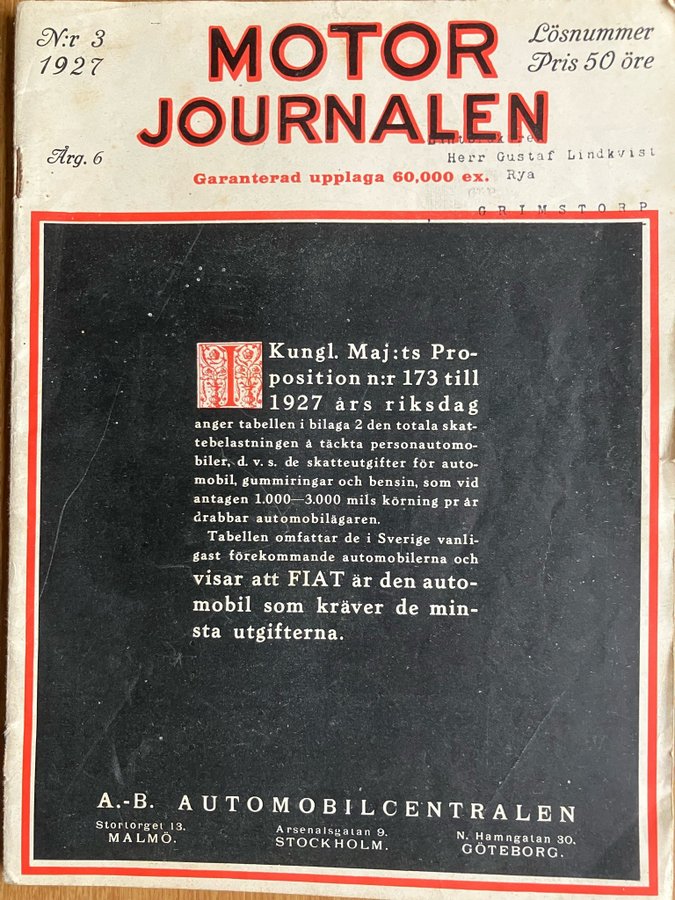 N:r 3
1927
MOTOR
JOURNALEN
Lösnummer
Pris 50 öre
Årg. 6
Herr Gustaf Lindkvist
Rya
GRIMSTORP
Garanterad upplaga 60,000 ex.
I Kungl. Maj:ts Pro-
position n:r 173 till
1927 års riksdag
anger tabellen i bilaga 2 den totala skat-
tebelastningen å täckta personautomo-
biler, d. v. s. de skatteutgifter för auto-
mobil, gummiringar och bensin, som vid
antagen 1.000—3.000 mils körning pr år
drabbar automobilägaren.
Tabellen omfattar de i Sverige vanli-
gast förekommande automobilerna och
visar att FIAT är den auto-
mobil som kräver de min-
sta utgifterna.
A.-B. AUTOMOBILCENTRALEN
Stortorget 13.
MALMÖ.
Arsenalsgatan 9.
STOCKHOLM.
N. Hamngatan 30.
GÖTEBORG.